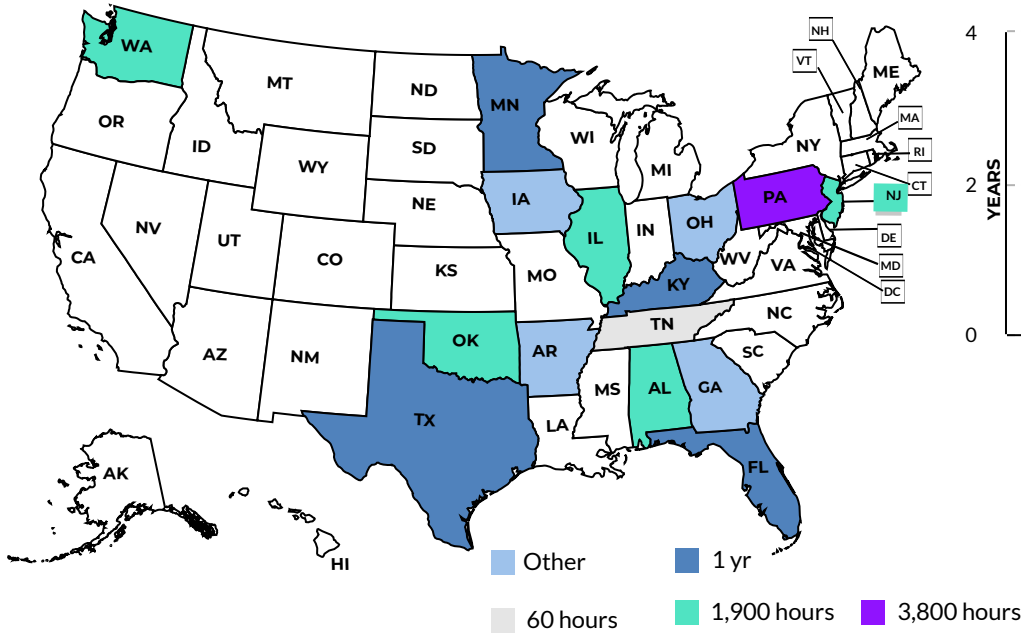 NH
4
WA
VT
ME
MT
ND
MN
OR
MA
WI
NY
ID
SD
RI
WY
MI
CT
2
IA
PA
NJ
NE
OH
NV
IN
UT
IL
DE
CA
CO
WV
VA
MD
KS
MO
KY
DC
YEARS
NC
TN
0
AZ
NM
OK
AR
SC
MS
AL
GA
TX
LA
FL
AK
HI
Other
1 yr
60 hours
1,900 hours
3,800 hours